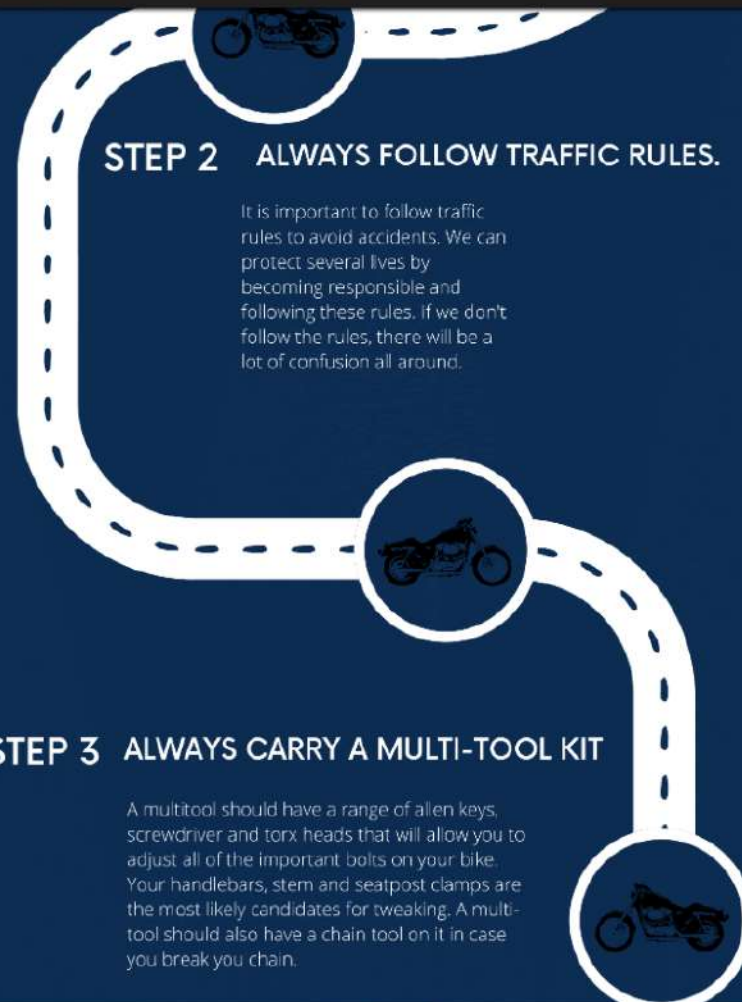 STEP 2 ALWAYS FOLLOW TRAFFIC RULES.
It is important to follow traffic
rules to avoid accidents. We can
protect several lives by
becoming responsible and
following these rules. If we don't
follow the rules, there will be a
lot of confusion all around.
STEP 3 ALWAYS CARRY A MULTI-TOOL KIT
A multitool should have a range of allen keys,
screwdriver and torx heads that will allow you to
adjust all of the important bolts on your bike.
Your handlebars, stem and seatpost clamps are
the most likely candidates for tweaking. A multi-
tool should also have a chain tool on it in case
you break you chain.